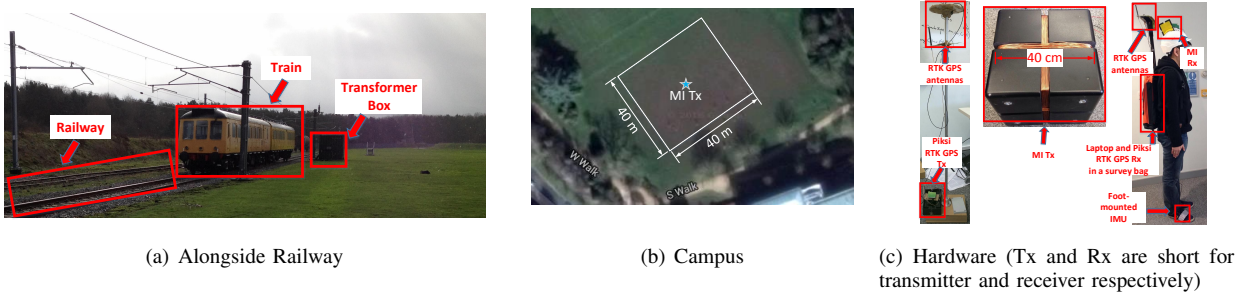 Train
Transformer
Box
Railway
MI Tx
40 m
40 m
W Walk
S Walk
RTK GPS
antennas
Piksi
RTK GPS
Tx
40 cm
MI Tx
RTK GPS
antennas
MI
Rx
Laptop and Piksi
RTK GPS Rx
in a survey bag
Foot-
mounted
IMU
(a) Alongside Railway
(b) Campus
(c) Hardware (Tx and Rx are short for
transmitter and receiver respectively)